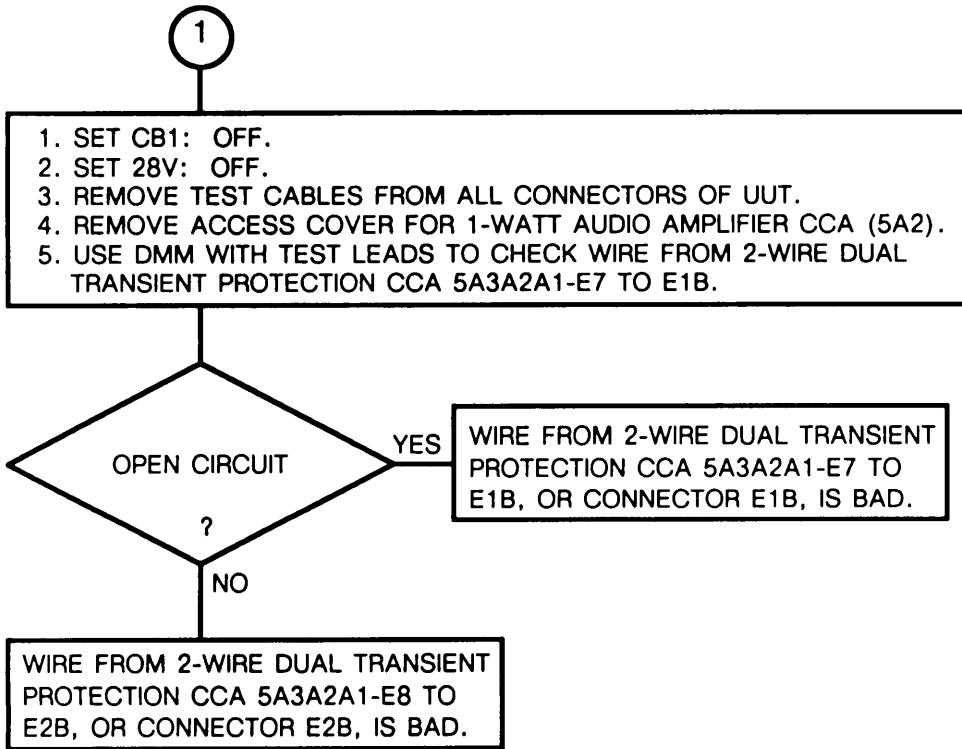 1
1. SET CB1: OFF.
2. SET 28V: OFF.
3. REMOVE TEST CABLES FROM ALL CONNECTORS OF UUT.
4. REMOVE ACCESS COVER FOR 1-WATT AUDIO AMPLIFIER CCA (5A2).
5. USE DMM WITH TEST LEADS TO CHECK WIRE FROM 2-WIRE DUAL
TRANSIENT PROTECTION CCA 5A3A2A1-E7 TO E1B.
OPEN CIRCUIT
?
YES
WIRE FROM 2-WIRE DUAL TRANSIENT
PROTECTION CCA 5A3A2A1-E7 TO
E1B, OR CONNECTOR E1B, IS BAD.
NO
WIRE FROM 2-WIRE DUAL TRANSIENT
PROTECTION CCA 5A3A2A1-E8 TO
E2B, OR CONNECTOR E2B, IS BAD.